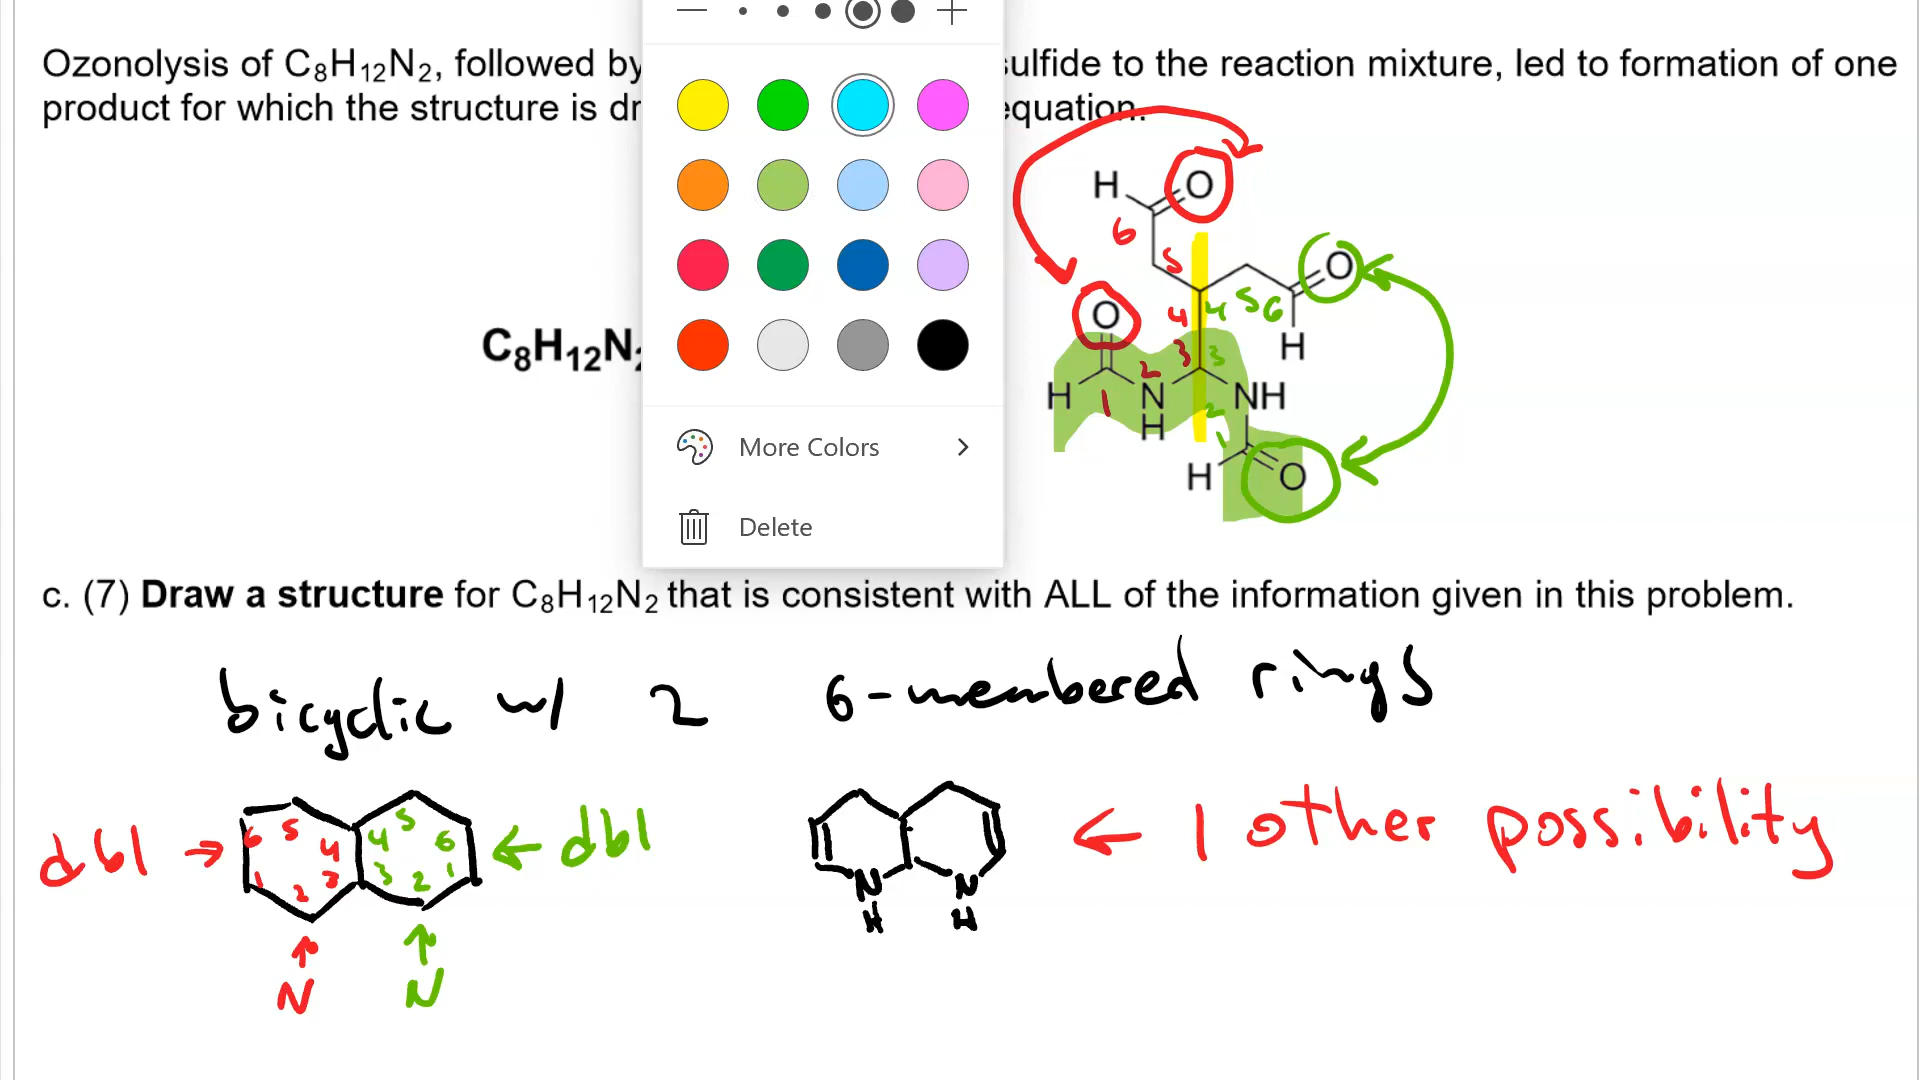 Ozonolysis of C₈H₁₂N₂, followed by ulfide to the reaction mixture, led to formation of one
product for which the structure is equation.
H O
6 5 O
O 4 4 5 6
H
3 3
H 1 2 N H NH
2
1
H O
C₈H₁₂N₂
More Colors
Delete
c. (7) Draw a structure for C₈H₁₂N₂ that is consistent with ALL of the information given in this problem.
bicyclic w/ 2 6-membered rings
dbl → 6 5 4 3 2 1 4 5 6 3 2 1 ← dbl
N H N H
← 1 other possibility
↑ ↑
N N